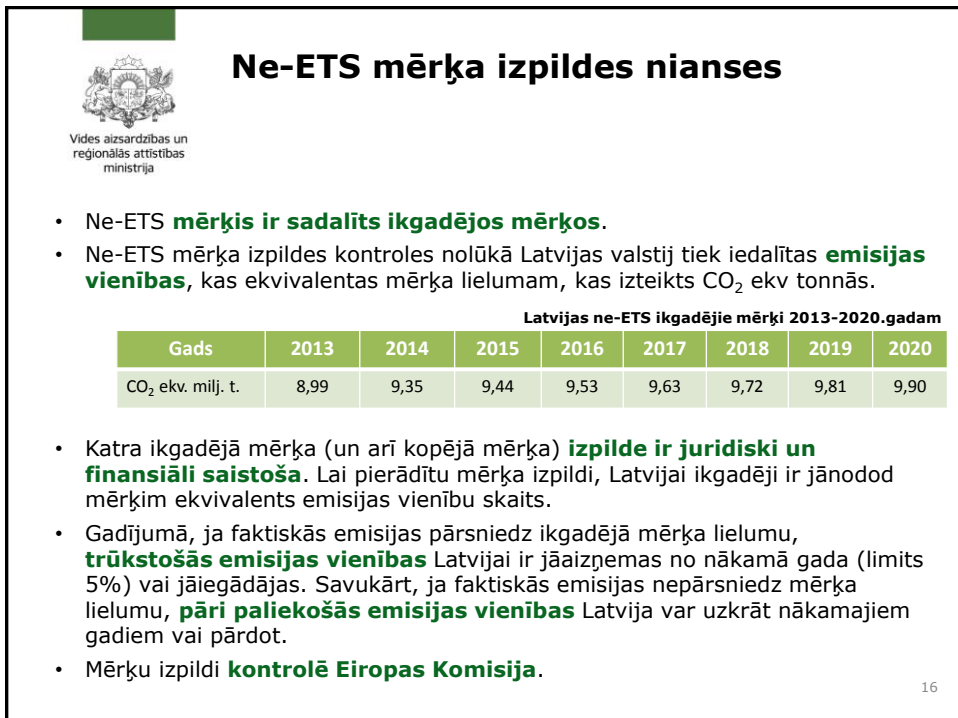 Ne-ETS mērķa izpildes nianses
Vides aizsardzības un
reģionālās attīstības
ministrija
• Ne-ETS mērķis ir sadalīts ikgadējos mērķos.
• Ne-ETS mērķa izpildes kontroles nolūkā Latvijas valstij tiek iedalītas emisijas
vienības, kas ekvivalentas mērķa lielumam, kas izteikts CO₂ ekv tonnās.
Latvijas ne-ETS ikgadējie mērķi 2013-2020.gadam
Gads 2013 2014 2015 2016 2017 2018 2019 2020
CO₂ ekv. milj. t. 8,99 9,35 9,44 9,53 9,63 9,72 9,81 9,90
• Katra ikgadējā mērķa (un arī kopējā mērķa) izpilde ir juridiski un
finansiāli saistoša. Lai pierādītu mērķa izpildi, Latvijai ikgadēji ir jānodod
mērķim ekvivalents emisijas vienību skaits.
• Gadījumā, ja faktiskās emisijas pārsniedz ikgadējā mērķa lielumu,
trūkstošās emisijas vienības Latvijai ir jāaizņemas no nākamā gada (limits
5%) vai jāiegādājas. Savukārt, ja faktiskās emisijas nepārsniedz mērķa
lielumu, pāri paliekošās emisijas vienības Latvija var uzkrāt nākamajiem
gadiem vai pārdot.
• Mērķu izpildi kontrolē Eiropas Komisija.
16